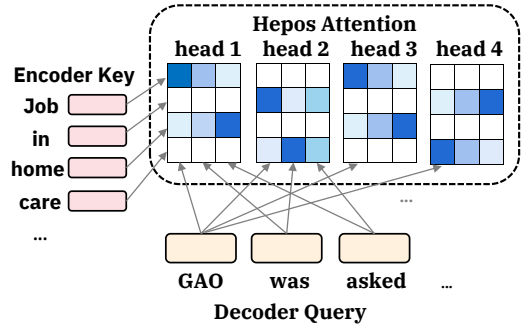 Hepos Attention
head 1 head 2 head 3 head 4
Encoder Key
Job
in
home
care
...
...
GAO was asked ...
Decoder Query